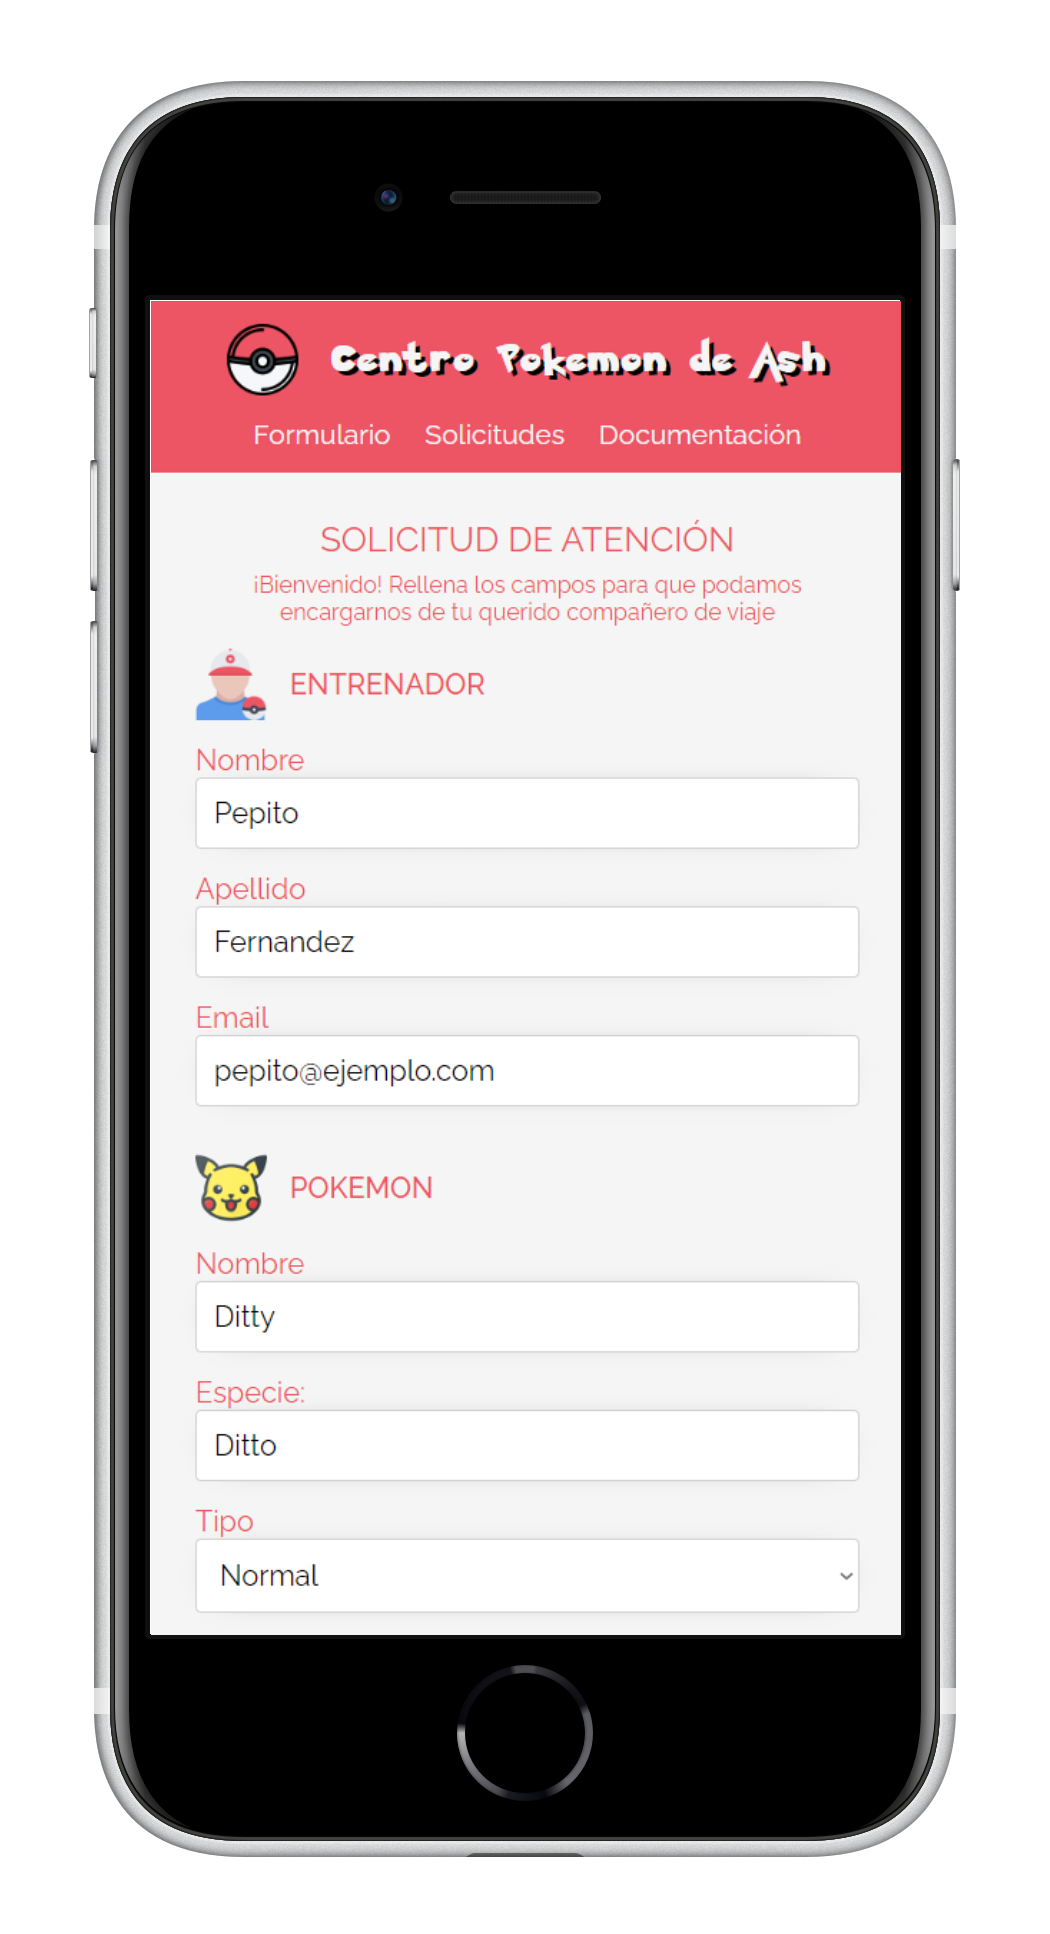 Centro Pokemon de Ash
Formulario Solicitudes Documentación
SOLICITUD DE ATENCIÓN
¡Bienvenido! Rellena los campos para que podamos
encargarnos de tu querido compañero de viaje
ENTRENADOR
Nombre
Pepito
Apellido
Fernandez
Email
pepito@ejemplo.com
POKEMON
Nombre
Ditty
Especie:
Ditto
Tipo
Normal